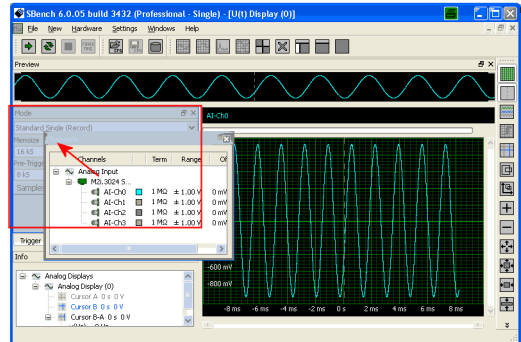 SBench 6.0.05 build 3432 (Professional - Single) - [U(t) Display (0)]
File New Hardware Settings Windows Help
Preview
Mode
AI-Ch0
Standard Single (Record)
Memsize
16 kS
Pre-Trigger
8 kS
Samples
Channels Term Range Of
Analog Input
M2i.3024 S...
AI-Ch0 1 MΩ ± 1.00 V 0 mV
AI-Ch1 1 MΩ ± 1.00 V 0 mV
AI-Ch2 1 MΩ ± 1.00 V 0 mV
AI-Ch3 1 MΩ ± 1.00 V 0 mV
Trigger
Info
Analog Displays
Analog Display (0)
Cursor A 0 s 0 V
Cursor B 0 s 0 V
Cursor B-A 0 s 0 V
-600 mV
-800 mV
-8 ms -6 ms -4 ms -2 ms 0 s 2 ms 4 ms 6 ms 8 ms